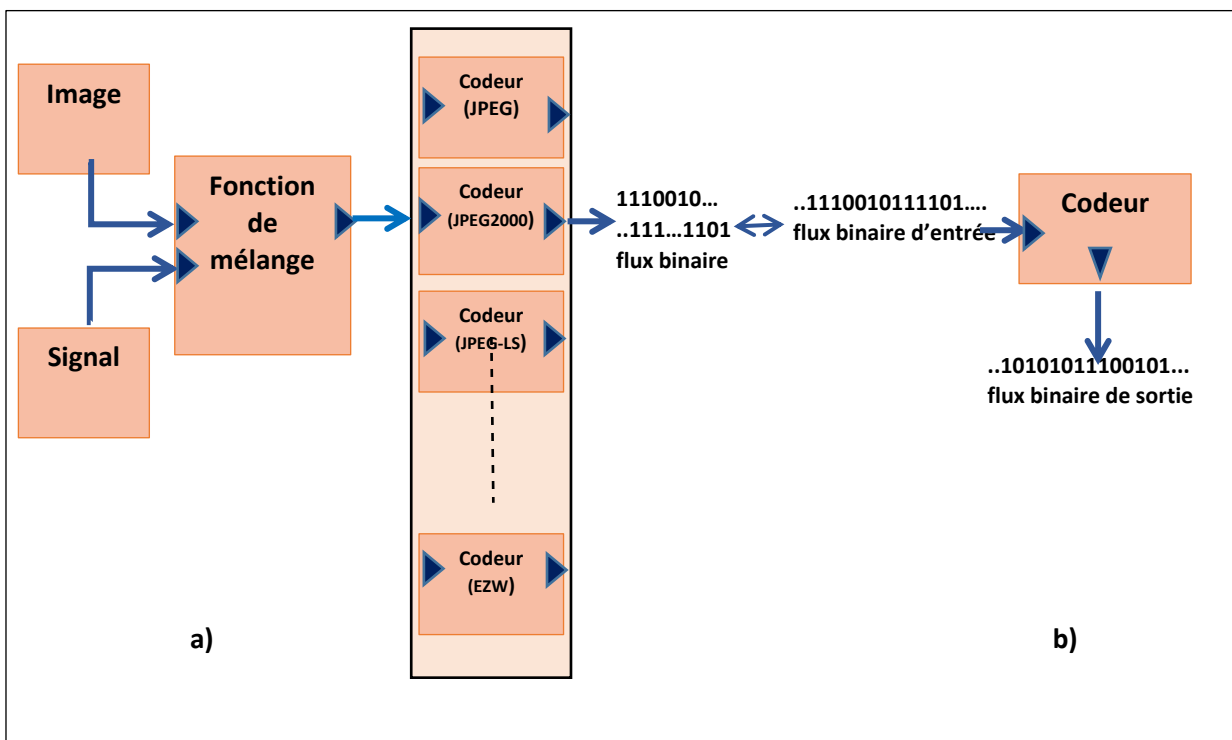 Image
Fonction
de
mélange
Signal
Codeur
(JPEG)
Codeur
(JPEG2000)
Codeur
(JPEG-LS)
Codeur
(EZW)
1110010...
..111...1101
flux binaire
..1110010111101....
flux binaire d'entrée
Codeur
..10101011100101...
flux binaire de sortie
a)
b)